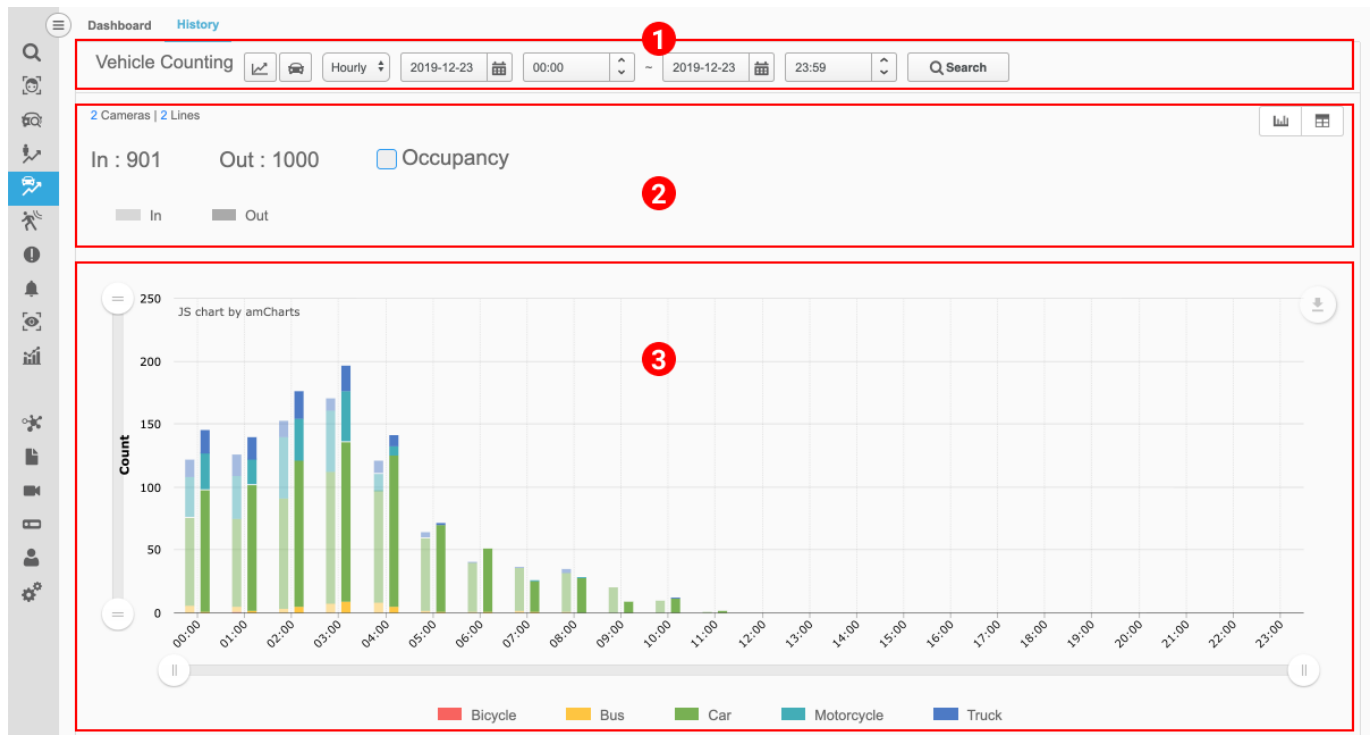 Dashboard History
1
Vehicle Counting Hourly 2019-12-23 00:00 ~ 2019-12-23 23:59 Search
2 Cameras | 2 Lines
In : 901 Out : 1000 Occupancy
2
In Out
250
JS chart by amCharts
200
3
150
Count
100
50
0
00:00 01:00 02:00 03:00 04:00 05:00 06:00 07:00 08:00 09:00 10:00 11:00 12:00 13:00 14:00 15:00 16:00 17:00 18:00 19:00 20:00 21:00 22:00 23:00
Bicycle Bus Car Motorcycle Truck